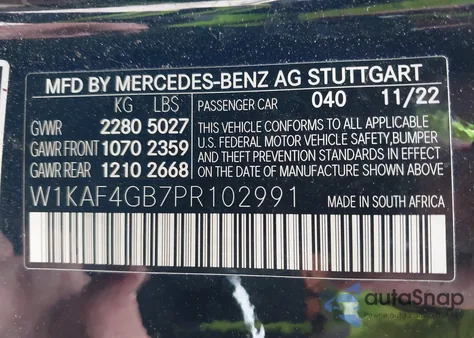 MFD BY MERCEDES-BENZ AG STUTTGART
KG LBS
GVWR 2280 5027
GAWR FRONT 1070 2359
GAWR REAR 1210 2668
PASSENGER CAR 040 11/22
THIS VEHICLE CONFORMS TO ALL APPLICABLE
U.S. FEDERAL MOTOR VEHICLE SAFETY, BUMPER
AND THEFT PREVENTION STANDARDS IN EFFECT
ON THE DATE OF MANUFACTURE SHOWN ABOVE
W1KAF4GB7PR102991
MADE IN SOUTH AFRICA
autoSnap